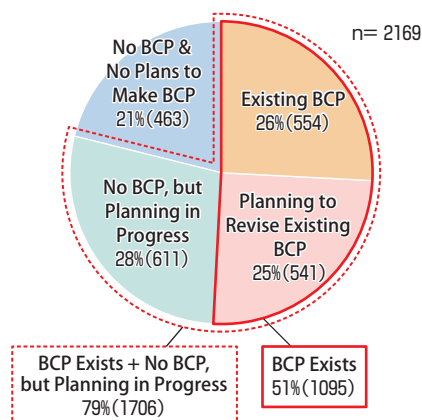 n= 2169
No BCP &
No Plans to
Make BCP
21%(463)
Existing BCP
26%(554)
No BCP, but
Planning in
Progress
28%(611)
Planning to
Revise Existing
BCP
25%(541)
BCP Exists + No BCP,
but Planning in Progress
79%(1706)
BCP Exists
51%(1095)